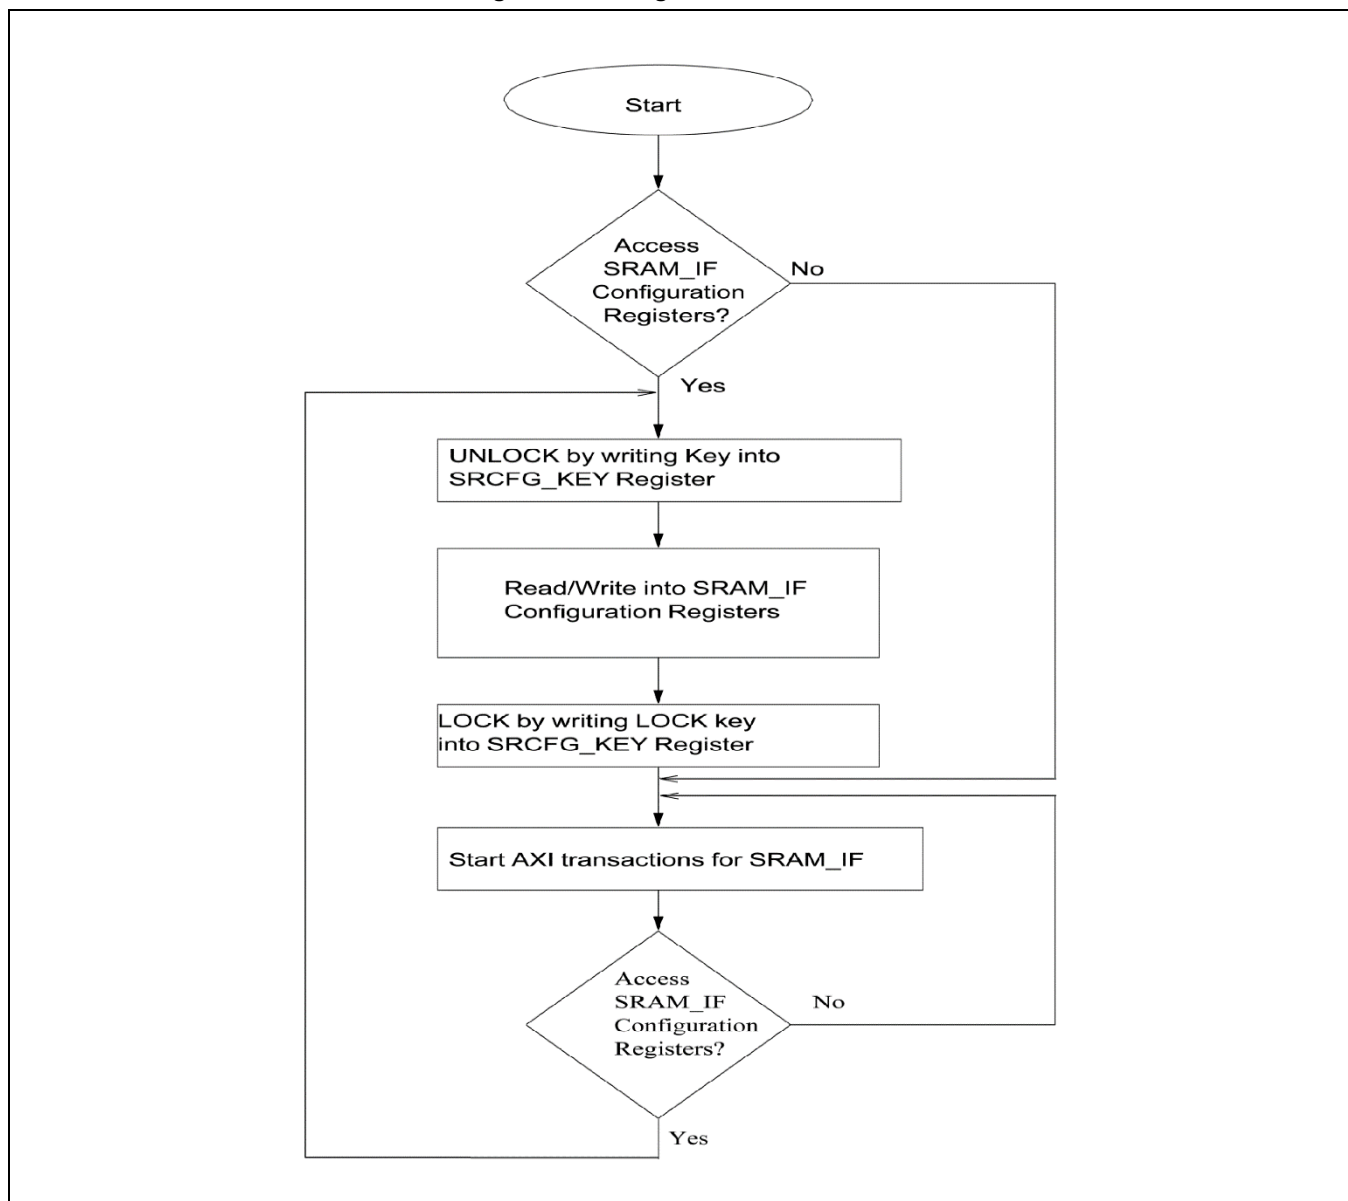 Start
Access
SRAM_IF
Configuration
Registers?
No
Yes
UNLOCK by writing Key into
SRCFG_KEY Register
Read/Write into SRAM_IF
Configuration Registers
LOCK by writing LOCK key
into SRCFG_KEY Register
Start AXI transactions for SRAM_IF
Access
SRAM_IF
Configuration
Registers?
No
Yes